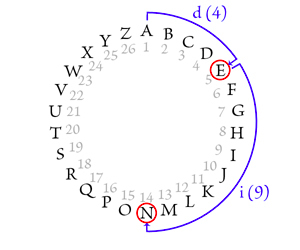 d (4)
A
B
C
D
E
F
G
H
I
J
K
L
M
N
O
P
Q
R
S
T
U
V
W
X
Y
Z
1
2
3
4
5
6
7
8
9
10
11
12
13
14
15
16
17
18
19
20
21
22
23
24
25
26
i (9)